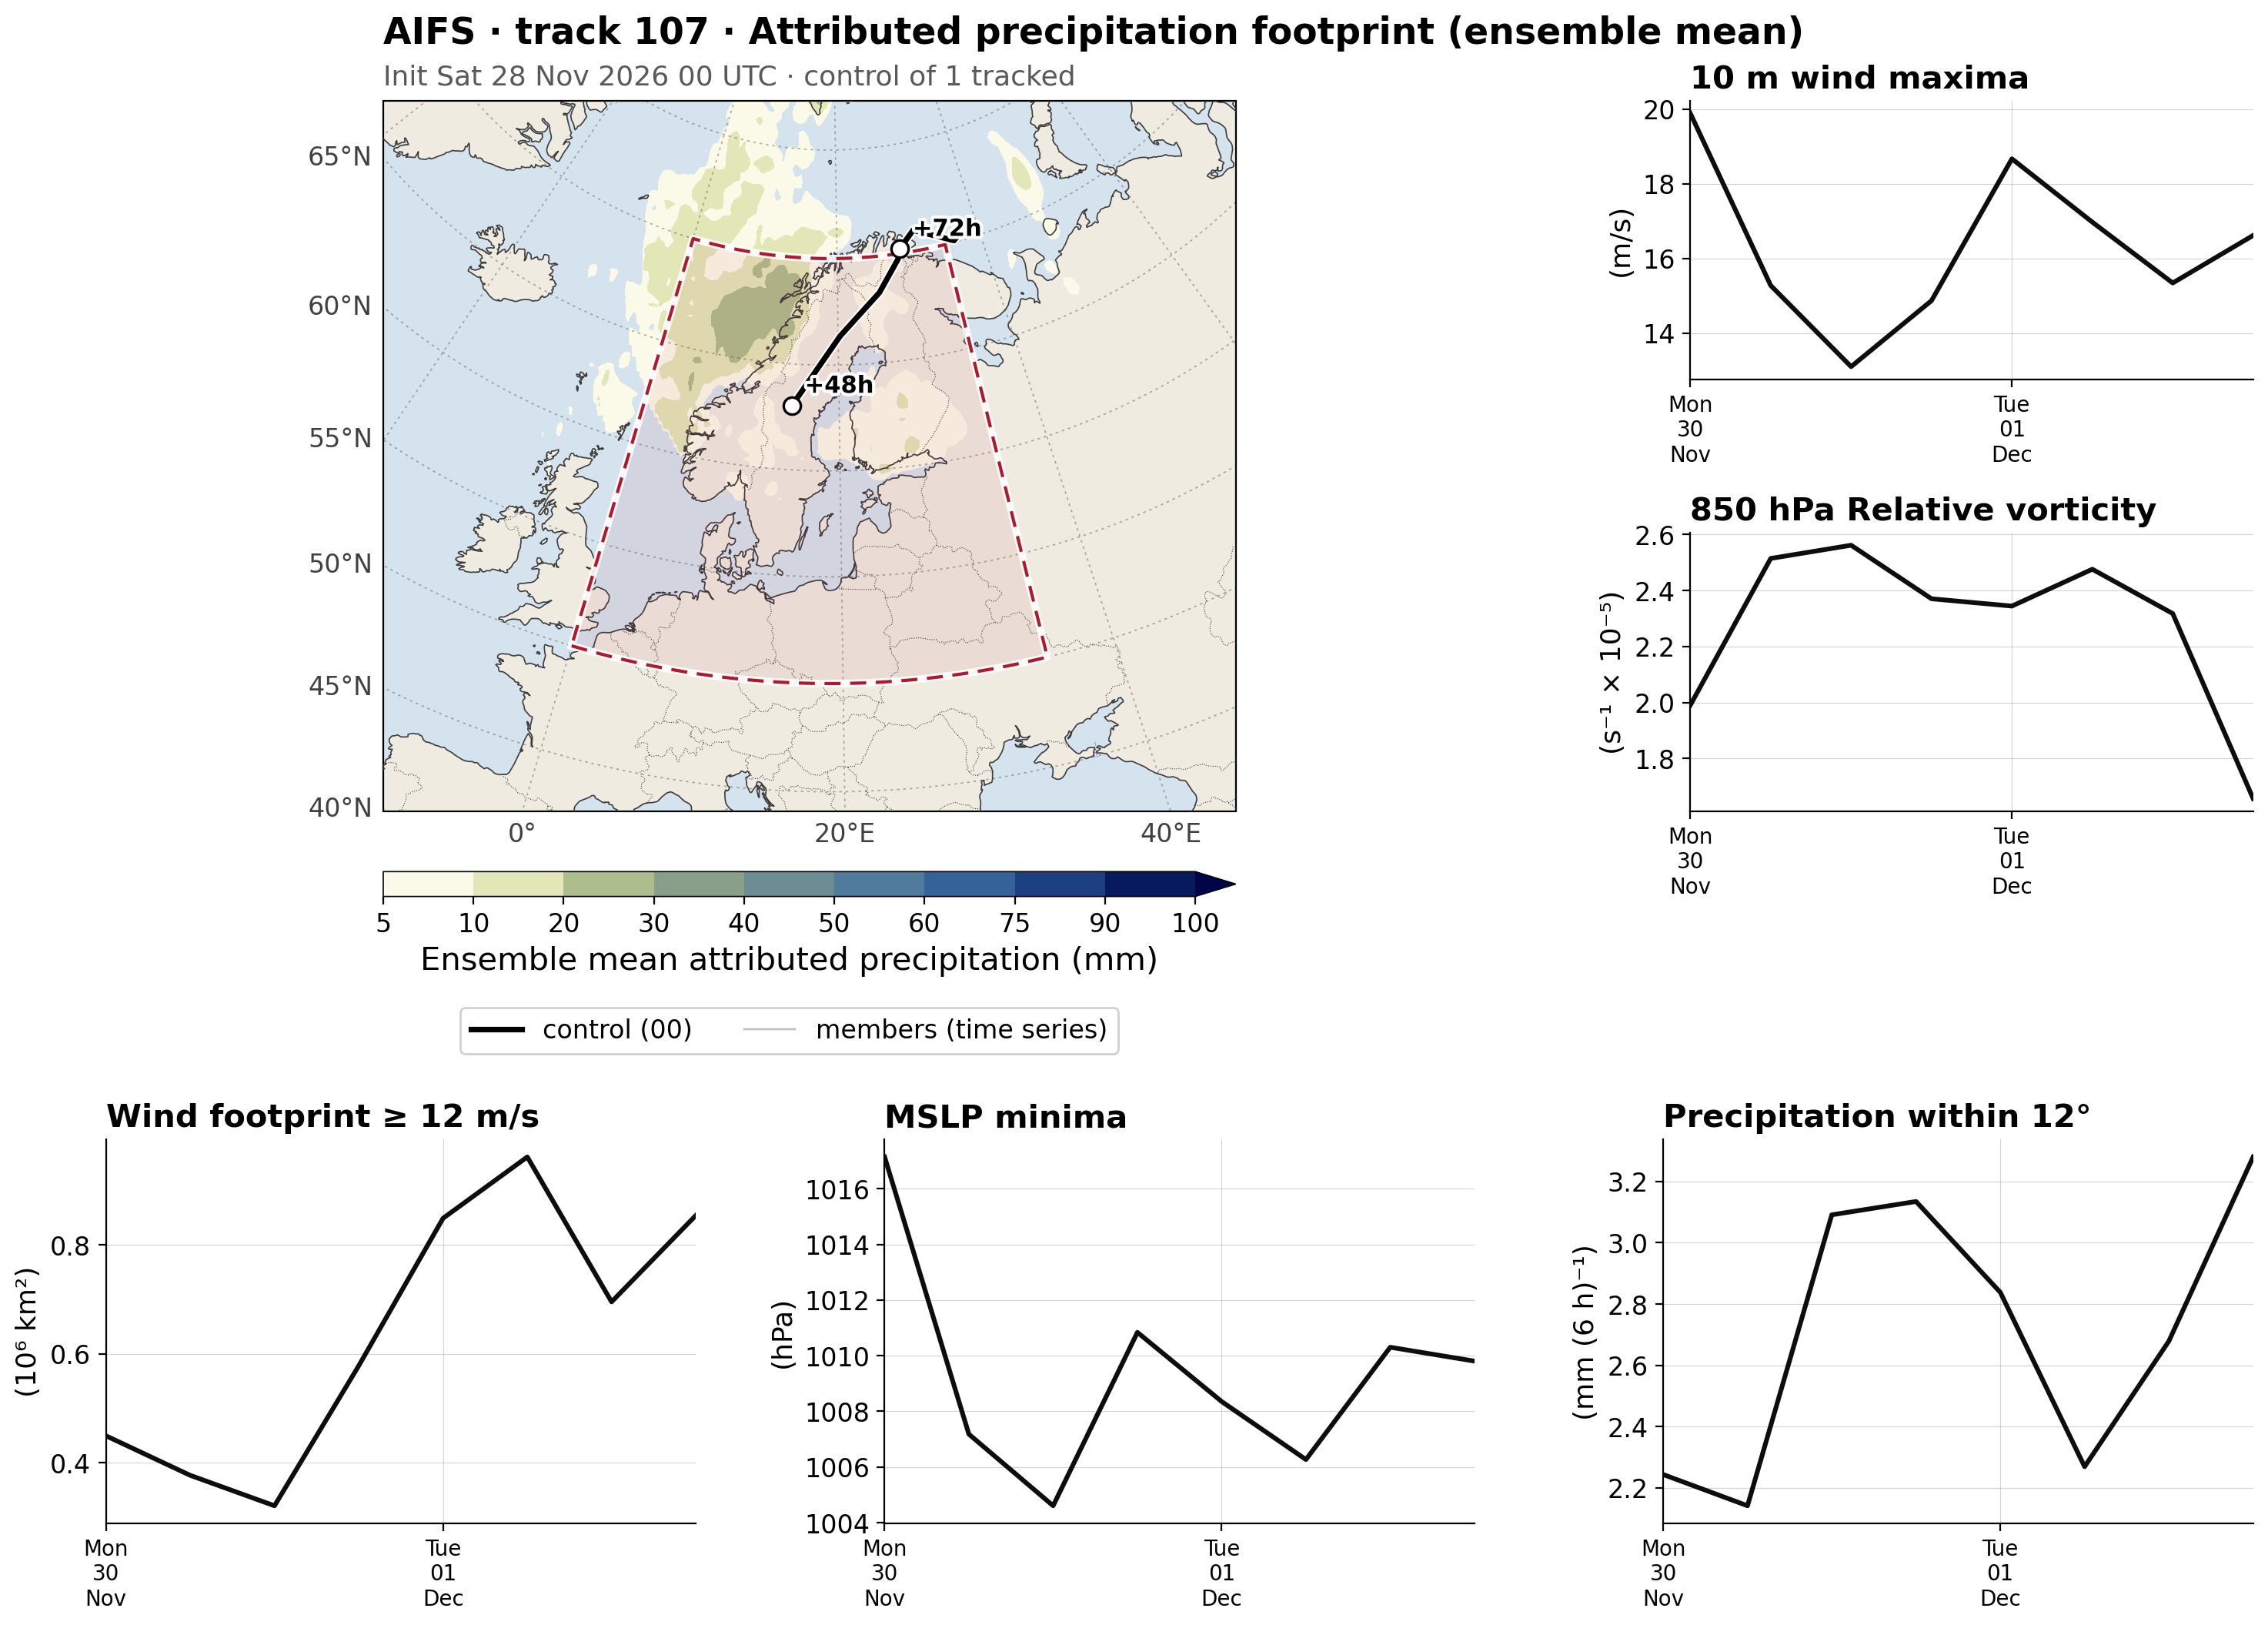 AIFS · track 107 · Attributed precipitation footprint (ensemble mean)
Init Sat 28 Nov 2026 00 UTC · control of 1 tracked
65°N
60°N
55°N
50°N
45°N
40°N
0°
20°E
40°E
+72h
+48h
5 10 20 30 40 50 60 75 90 100
Ensemble mean attributed precipitation (mm)
control (00)
members (time series)
10 m wind maxima
(m/s)
20
18
16
14
Mon
30
Nov
Tue
01
Dec
850 hPa Relative vorticity
(s⁻¹ × 10⁻⁵)
2.6
2.4
2.2
2.0
1.8
Mon
30
Nov
Tue
01
Dec
Wind footprint ≥ 12 m/s
(10⁶ km²)
0.8
0.6
0.4
Mon
30
Nov
Tue
01
Dec
MSLP minima
(hPa)
1016
1014
1012
1010
1008
1006
1004
Mon
30
Nov
Tue
01
Dec
Precipitation within 12°
(mm (6 h)⁻¹)
3.2
3.0
2.8
2.6
2.4
2.2
Mon
30
Nov
Tue
01
Dec